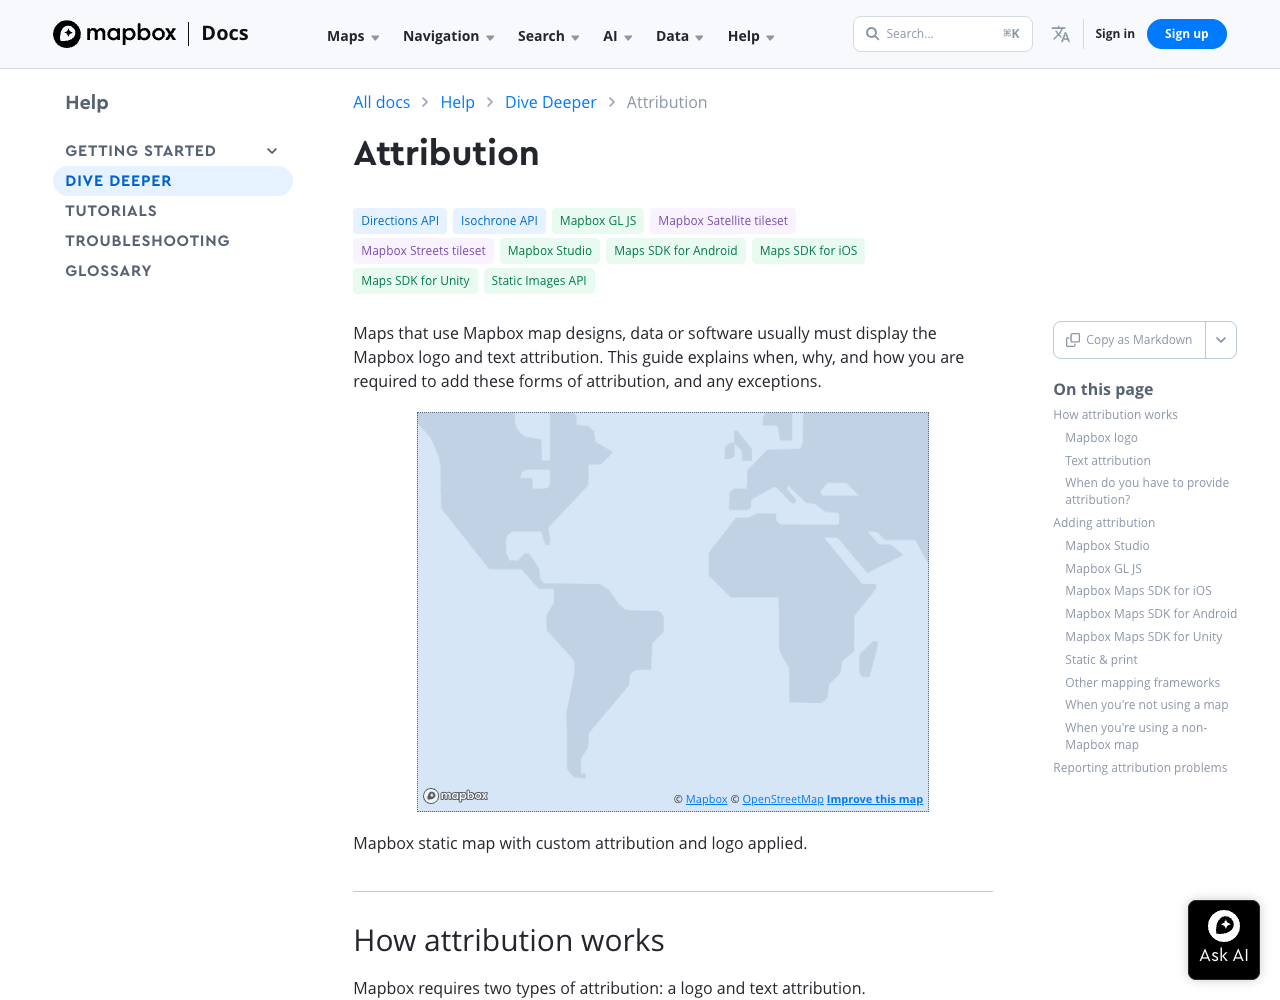 mapbox Docs Maps Navigation Search AI Data Help Search... ⌘K Sign in Sign up
Help
GETTING STARTED
DIVE DEEPER
TUTORIALS
TROUBLESHOOTING
GLOSSARY
All docs > Help > Dive Deeper > Attribution
Attribution
Directions API Isochrone API Mapbox GL JS Mapbox Satellite tileset
Mapbox Streets tileset Mapbox Studio Maps SDK for Android Maps SDK for iOS
Maps SDK for Unity Static Images API
Maps that use Mapbox map designs, data or software usually must display the
Mapbox logo and text attribution. This guide explains when, why, and how you are
required to add these forms of attribution, and any exceptions.
mapbox © Mapbox © OpenStreetMap Improve this map
Mapbox static map with custom attribution and logo applied.
How attribution works
Mapbox requires two types of attribution: a logo and text attribution.
Copy as Markdown
On this page
How attribution works
Mapbox logo
Text attribution
When do you have to provide
attribution?
Adding attribution
Mapbox Studio
Mapbox GL JS
Mapbox Maps SDK for iOS
Mapbox Maps SDK for Android
Mapbox Maps SDK for Unity
Static & print
Other mapping frameworks
When you're not using a map
When you're using a non-
Mapbox map
Reporting attribution problems
Ask AI